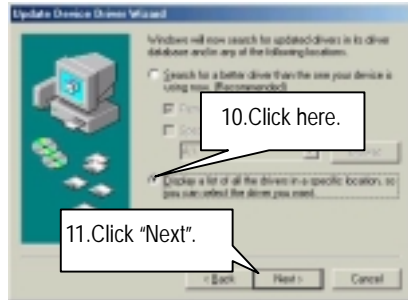 Update Device Driver Wizard
Windows will now search for updated drivers in its driver
database and in any of the following locations.
Search for a better driver than the one your device is
using now. (Recommended)
10.Click here.
Display a list of all the drivers in a specific location, so
you can select the driver you want.
11.Click "Next".
< Back
Next >
Cancel